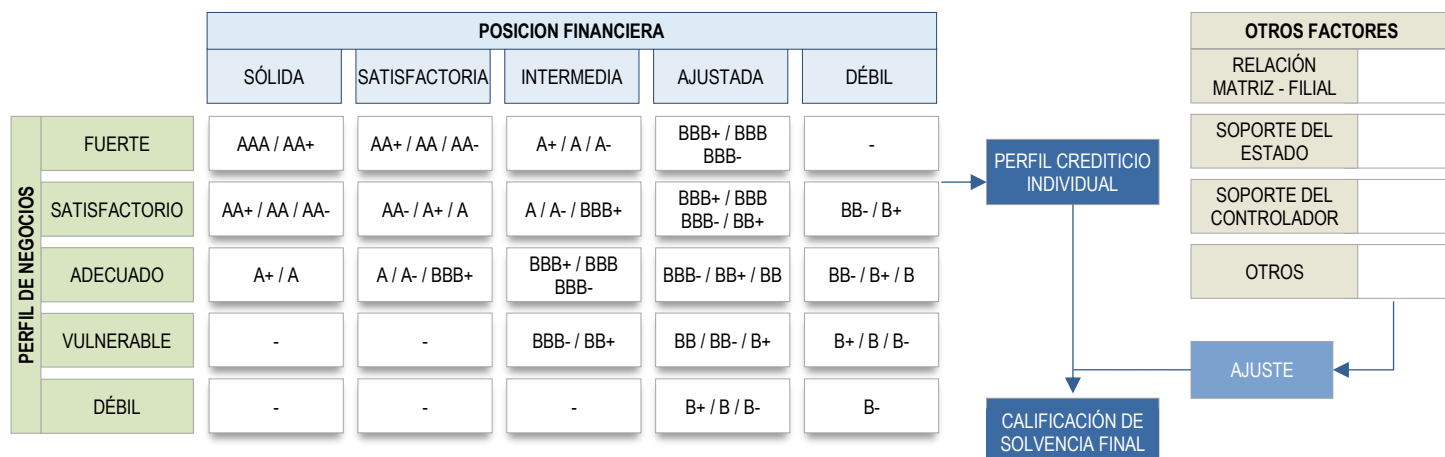 POSICION FINANCIERA
SÓLIDA
SATISFACTORIA
INTERMEDIA
AJUSTADA
DÉBIL
PERFIL DE NEGOCIOS
FUERTE
AAA / AA+
AA+ / AA / AA-
A+ / A / A-
BBB+ / BBB
BBB-
-
SATISFACTORIO
AA+ / AA / AA-
AA- / A+ / A
A / A- / BBB+
BBB+ / BBB
BBB- / BB+
BB- / B+
ADECUADO
A+ / A
A / A- / BBB+
BBB+ / BBB
BBB-
BBB- / BB+ / BB
BB- / B+ / B
VULNERABLE
-
-
BBB- / BB+
BB / BB- / B+
B+ / B / B-
DÉBIL
-
-
-
B+ / B / B-
B-
PERFIL CREDITICIO
INDIVIDUAL
OTROS FACTORES
RELACIÓN
MATRIZ - FILIAL
SOPORTE DEL
ESTADO
SOPORTE DEL
CONTROLADOR
OTROS
AJUSTE
CALIFICACIÓN DE
SOLVENCIA FINAL